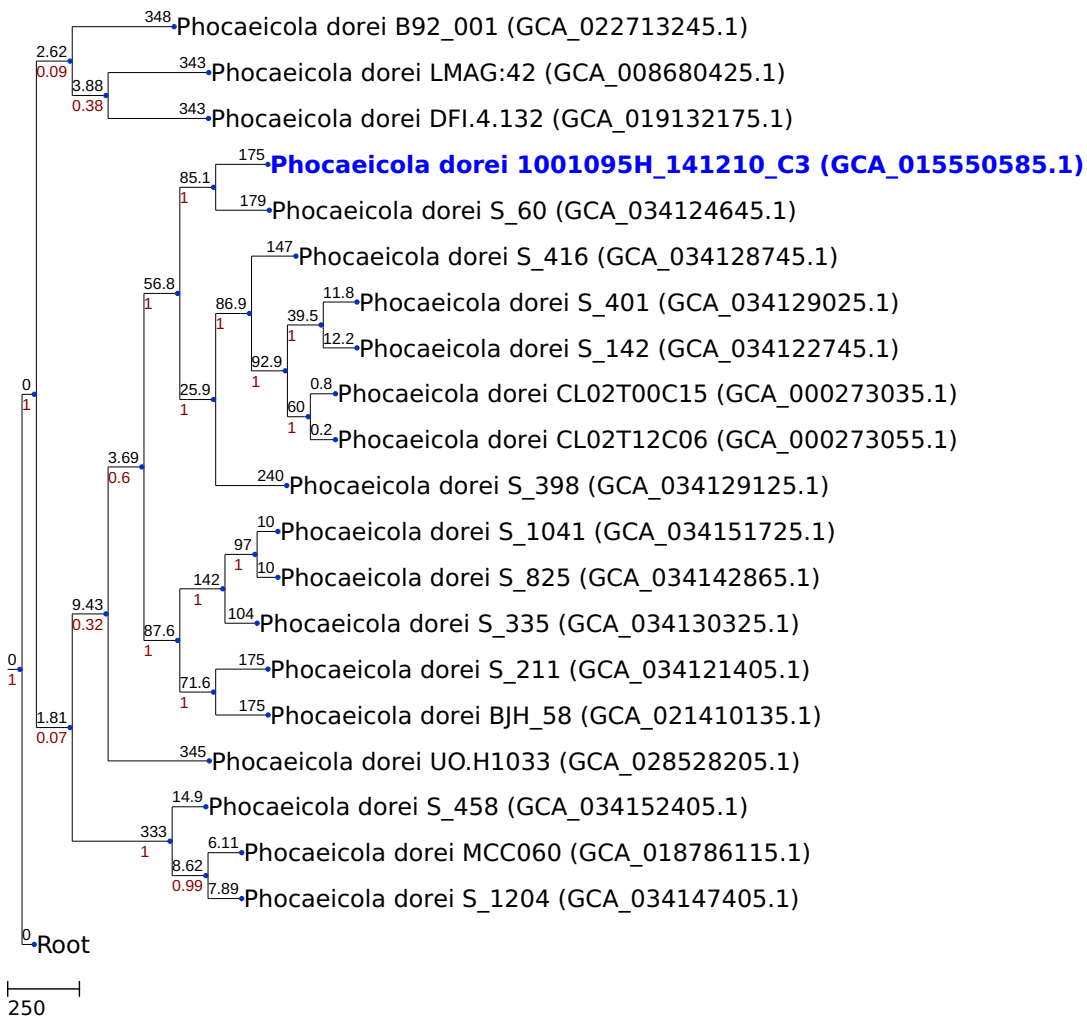 348
Phocaeicola dorei B92_001 (GCA_022713245.1)
2.62
0.09
343
Phocaeicola dorei LMAG:42 (GCA_008680425.1)
3.88
0.38
343
Phocaeicola dorei DFI.4.132 (GCA_019132175.1)
175
Phocaeicola dorei 1001095H_141210_C3 (GCA_015550585.1)
85.1
1
179
Phocaeicola dorei S_60 (GCA_034124645.1)
147
Phocaeicola dorei S_416 (GCA_034128745.1)
56.8
1
86.9
1
11.8
Phocaeicola dorei S_401 (GCA_034129025.1)
39.5
1
12.2
Phocaeicola dorei S_142 (GCA_034122745.1)
92.9
1
0
1
25.9
1
0.8
Phocaeicola dorei CL02T00C15 (GCA_000273035.1)
60
1
0.2
Phocaeicola dorei CL02T12C06 (GCA_000273055.1)
3.69
0.6
240
Phocaeicola dorei S_398 (GCA_034129125.1)
10
Phocaeicola dorei S_1041 (GCA_034151725.1)
97
1
10
Phocaeicola dorei S_825 (GCA_034142865.1)
142
1
9.43
0.32
104
Phocaeicola dorei S_335 (GCA_034130325.1)
87.6
1
0
1
175
Phocaeicola dorei S_211 (GCA_034121405.1)
71.6
1
175
Phocaeicola dorei BJH_58 (GCA_021410135.1)
1.81
0.07
345
Phocaeicola dorei UO.H1033 (GCA_028528205.1)
14.9
Phocaeicola dorei S_458 (GCA_034152405.1)
333
1
6.11
Phocaeicola dorei MCC060 (GCA_018786115.1)
8.62
0.99
7.89
Phocaeicola dorei S_1204 (GCA_034147405.1)
0
Root
250